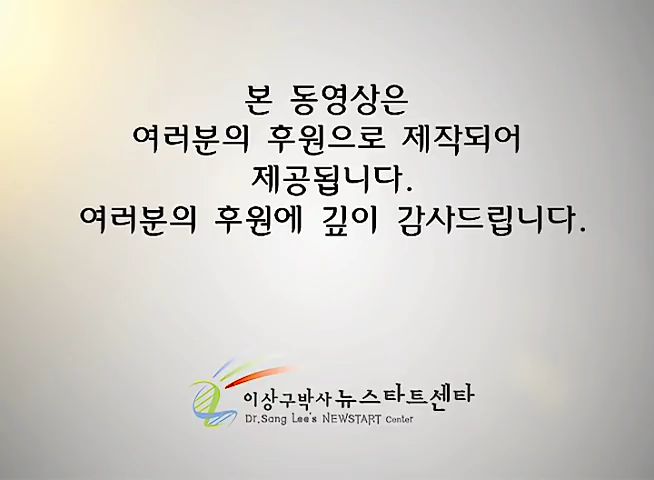 본 동영상은
여러분의 후원으로 제작되어
제공됩니다.
여러분의 후원에 깊이 감사드립니다.
이상구박사 뉴스타트센타
Dr.Sang Lee's NEWSTART Center